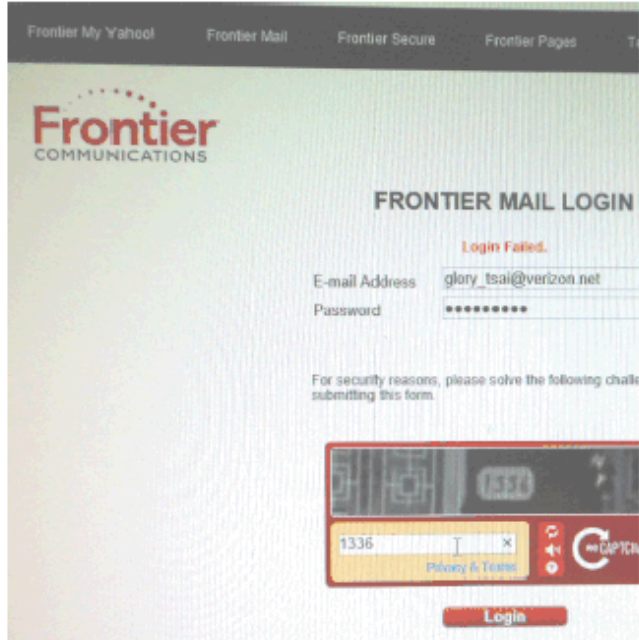 Frontier My Yahoo! Frontier Mail Frontier Secure Frontier Pages
Frontier
COMMUNICATIONS
FRONTIER MAIL LOGIN
Login Failed.
E-mail Address glory_tsai@verizon.net
Password •••••••••
For security reasons, please solve the following
submitting this form.
1336
1336 ×
Privacy & Terms
Login